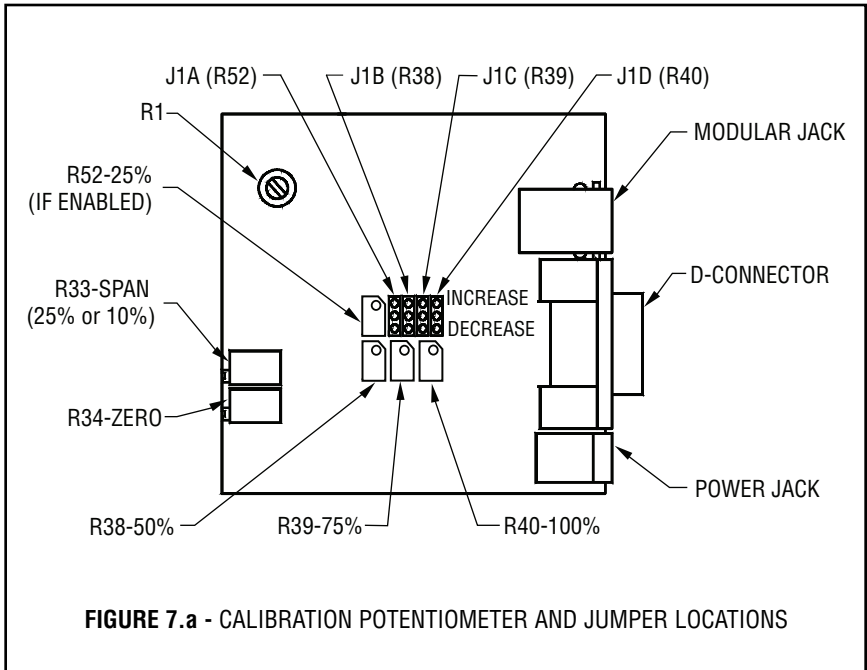 J1A (R52)
J1B (R38)
J1C (R39)
J1D (R40)
R1
MODULAR JACK
R52-25%
(IF ENABLED)
D-CONNECTOR
INCREASE
R33-SPAN
(25% or 10%)
DECREASE
R34-ZERO
POWER JACK
R38-50%
R39-75%
R40-100%
FIGURE 7.a - CALIBRATION POTENTIOMETER AND JUMPER LOCATIONS